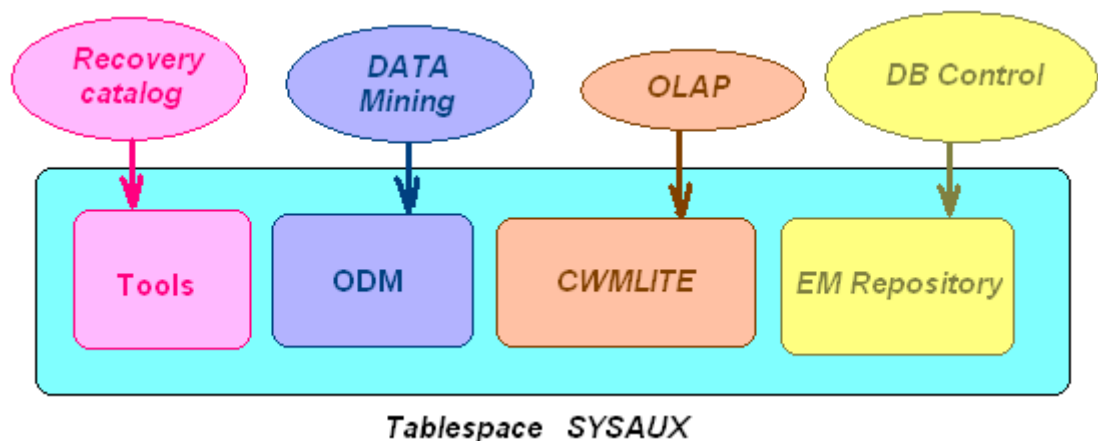 Recovery
catalog
DATA
Mining
OLAP
DB Control
Tools
ODM
CWMLITE
EM Repository
Tablespace SYSAUX